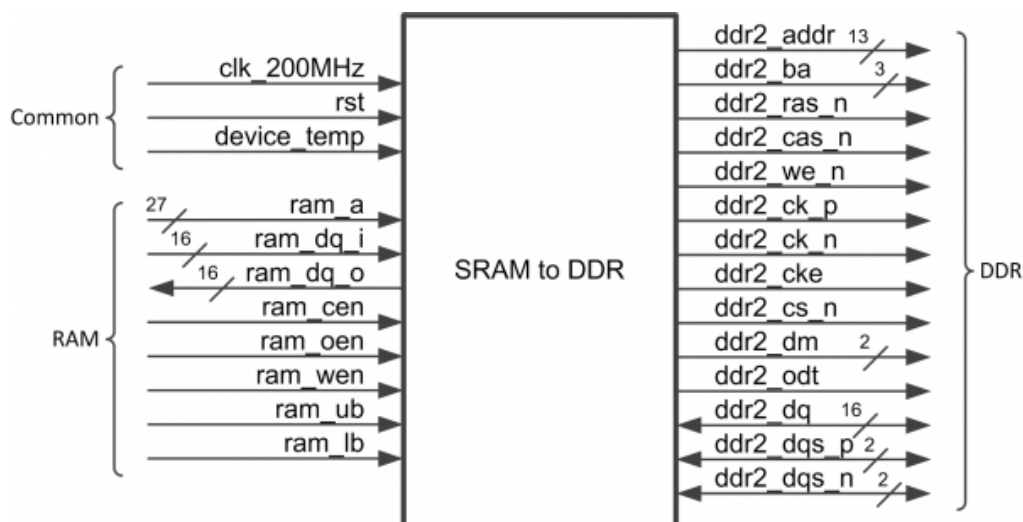 Common
clk_200MHz
rst
device_temp
RAM
27 ram_a
16 ram_dq_i
16 ram_dq_o
ram_cen
ram_oen
ram_wen
ram_ub
ram_lb
SRAM to DDR
ddr2_addr 13
ddr2_ba 3
ddr2_ras_n
ddr2_cas_n
ddr2_we_n
ddr2_ck_p
ddr2_ck_n
ddr2_cke
ddr2_cs_n
ddr2_dm 2
ddr2_odt
ddr2_dq 16
ddr2_dqs_p 2
ddr2_dqs_n 2
DDR